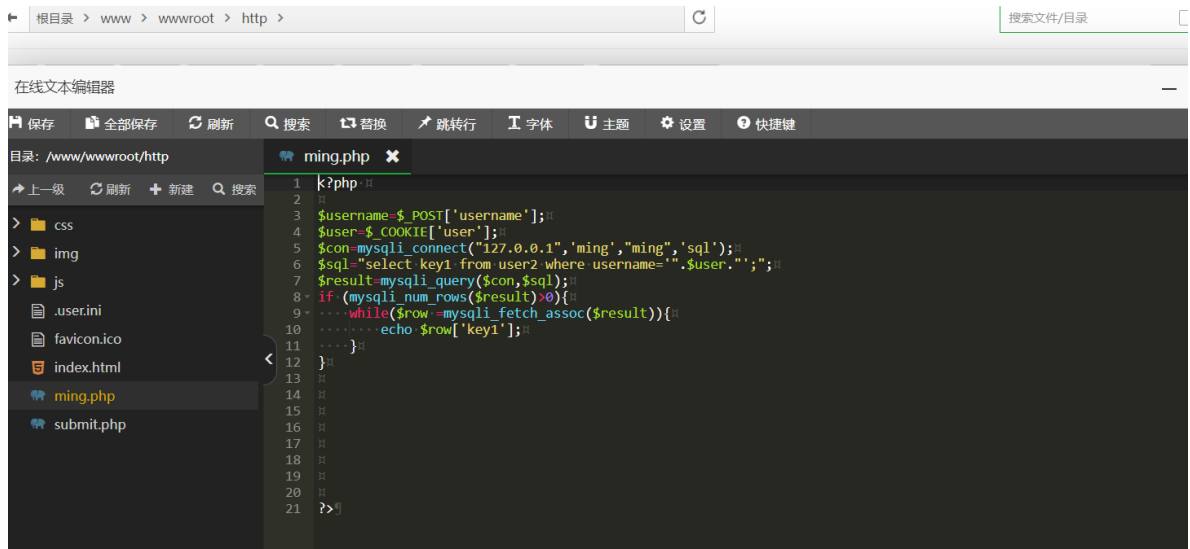 根目录 > www > wwwroot > http >
搜索文件/目录
在线文本编辑器
保存 全部保存 刷新 搜索 替换 跳转行 字体 主题 设置 快捷键
目录：/www/wwwroot/http
ming.php
上一级 刷新 新建 搜索
css
img
js
.user.ini
favicon.ico
index.html
ming.php
submit.php
1 <?php
2
3 $username=$_POST['username'];
4 $user=$_COOKIE['user'];
5 $con=mysqli_connect("127.0.0.1",'ming',"ming",'sql');
6 $sql="select key1 from user2 where username='".$user."';";
7 $result=mysqli_query($con,$sql);
8 if (mysqli_num_rows($result)>0){
9     while($row =mysqli_fetch_assoc($result)){
10         echo $row['key1'];
11     }
12 }
13
14
15
16
17
18
19
20
21 ?>